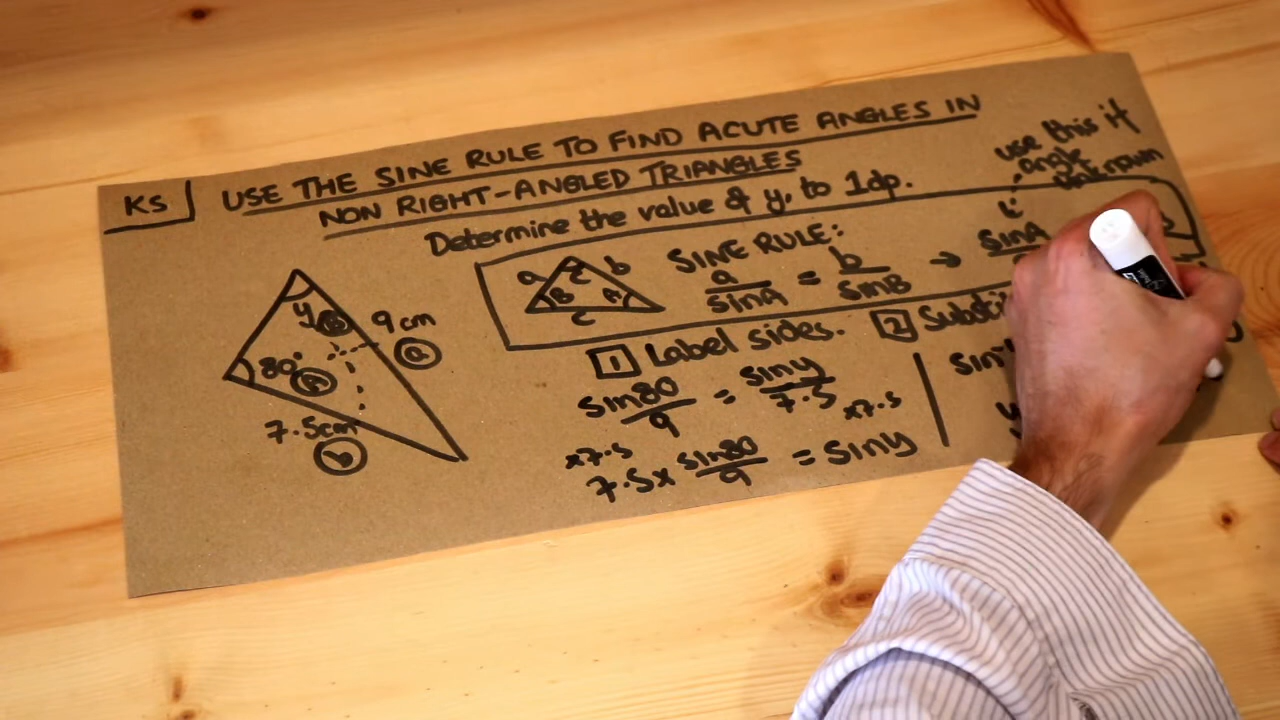 KS
USE THE SINE RULE TO FIND ACUTE ANGLES IN
NON RIGHT-ANGLED TRIANGLES
Determine the value of y, to 1dp.
use this if
angle
unknown
SINE RULE:
a b
B C A
c
a/sinA = b/sinB → sinA
1 Label sides. 2
y B
9cm
a
80° A
7.5cm
b
sin80/9 = siny/7.5
×7.5 ×7.5
7.5 × sin80/9 = siny
sin⁻